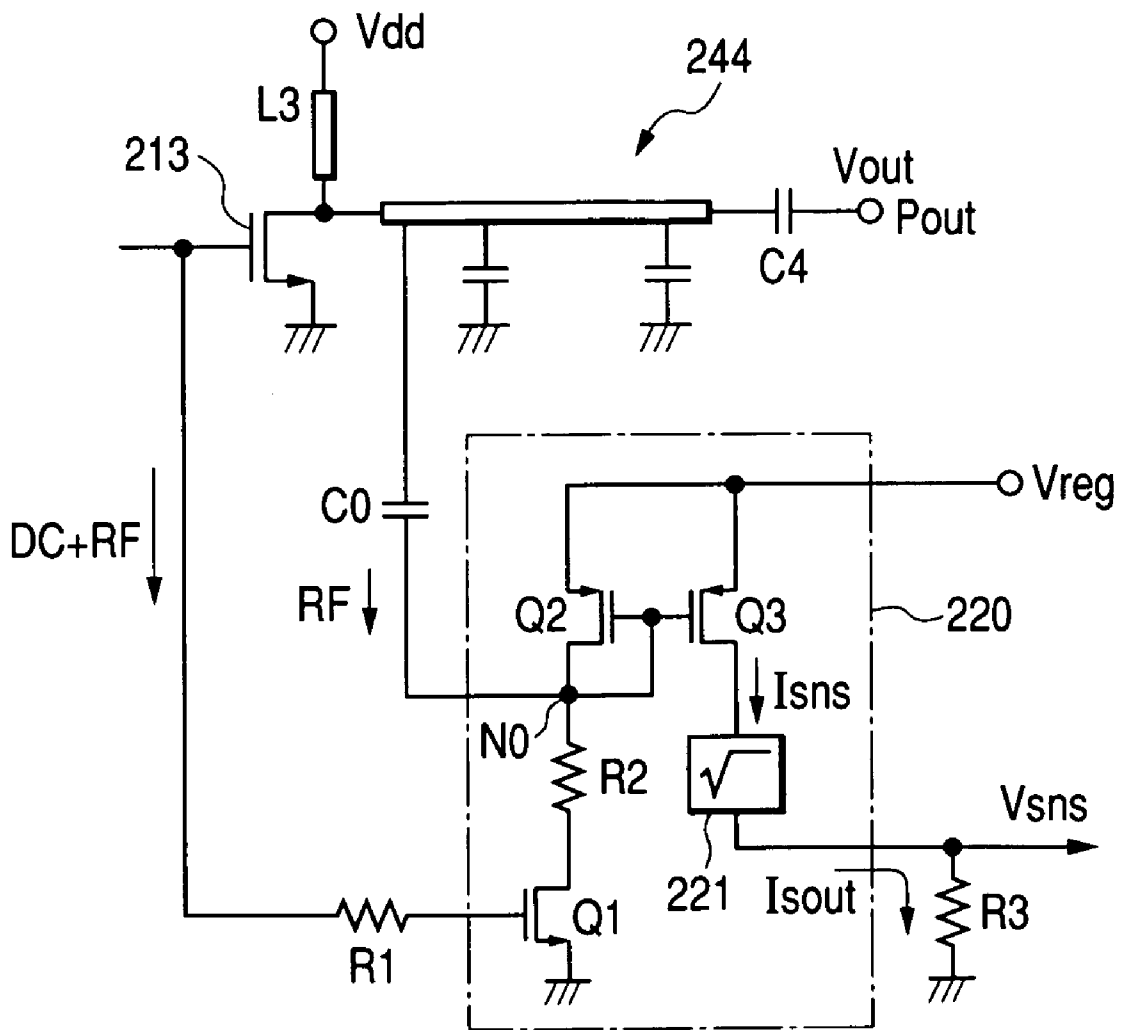 Vdd
244
L3
213
Vout
Pout
C4
C0
DC+RF
RF
Vreg
Q2
Q3
220
Isns
N0
R2
√
Vsns
221
Isout
R3
Q1
R1